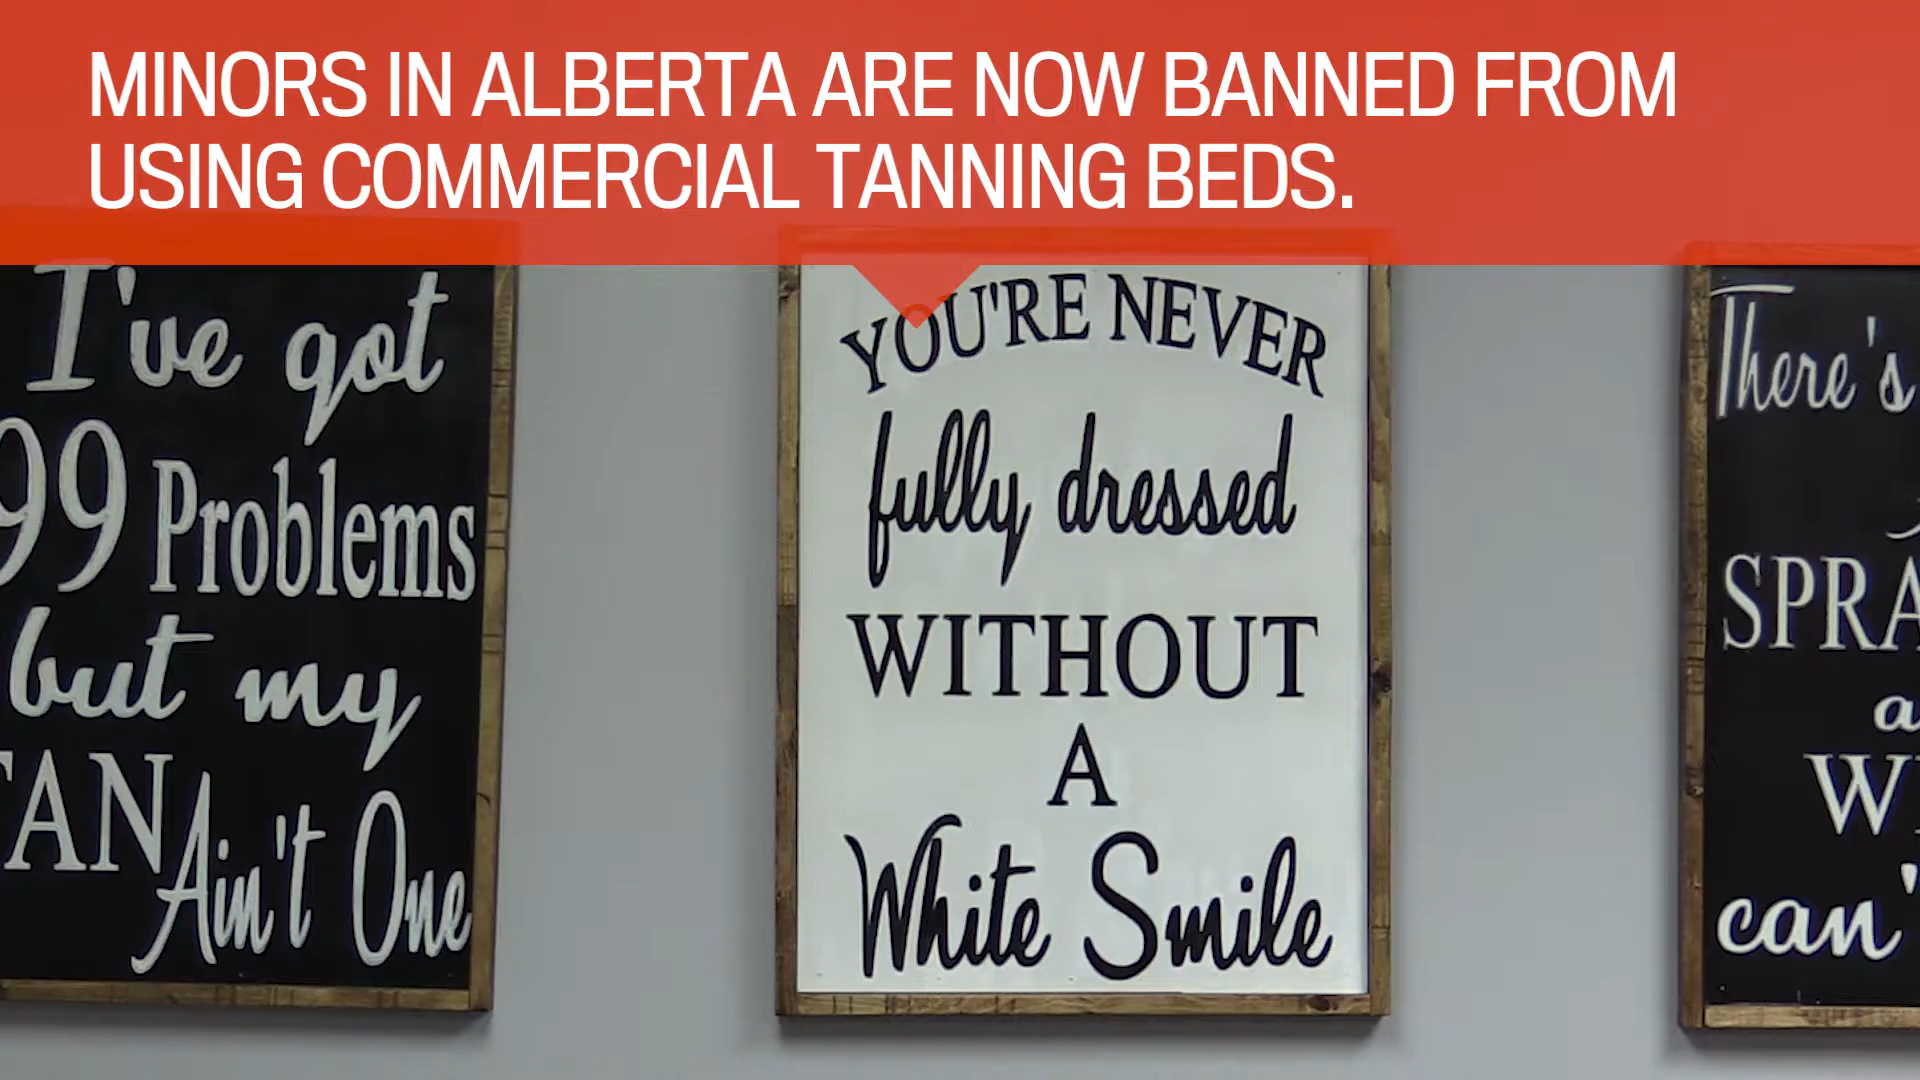 MINORS IN ALBERTA ARE NOW BANNED FROM
USING COMMERCIAL TANNING BEDS.
I've got
99 Problems
but my
TAN Ain't One
YOU'RE NEVER
fully dressed
WITHOUT
A
White Smile
There's
can't